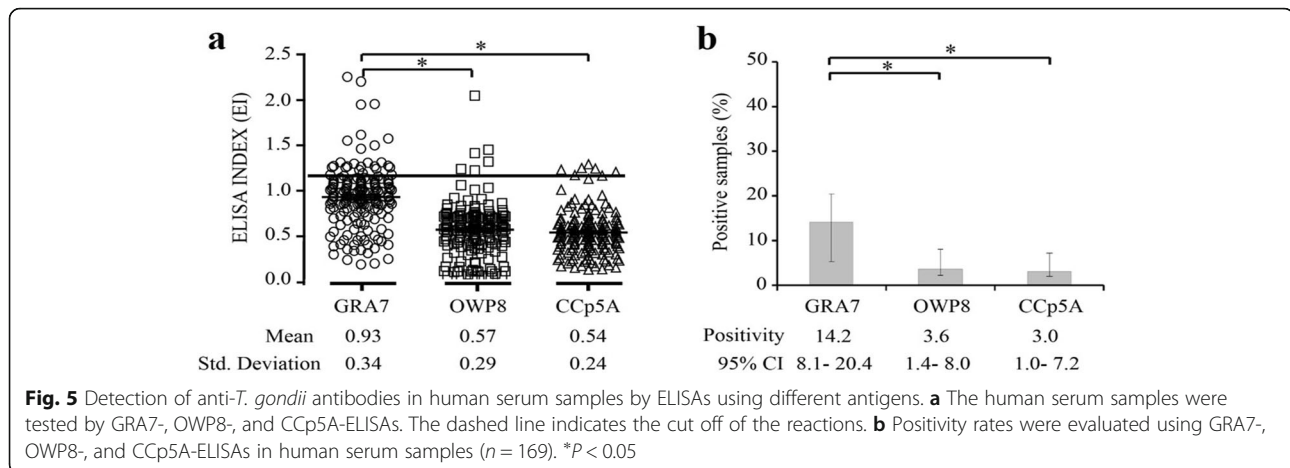 a
*
*
2.5
2.0
1.5
1.0
0.5
0.0
ELISA INDEX (EI)
GRA7 OWP8 CCp5A
Mean 0.93 0.57 0.54
Std. Deviation 0.34 0.29 0.24
b
*
*
50
40
30
20
10
0
Positive samples (%)
GRA7 OWP8 CCp5A
Positivity 14.2 3.6 3.0
95% CI 8.1- 20.4 1.4- 8.0 1.0- 7.2
Fig. 5 Detection of anti-T. gondii antibodies in human serum samples by ELISAs using different antigens. a The human serum samples were
tested by GRA7-, OWP8-, and CCp5A-ELISAs. The dashed line indicates the cut off of the reactions. b Positivity rates were evaluated using GRA7-,
OWP8-, and CCp5A-ELISAs in human serum samples (n = 169). *P < 0.05